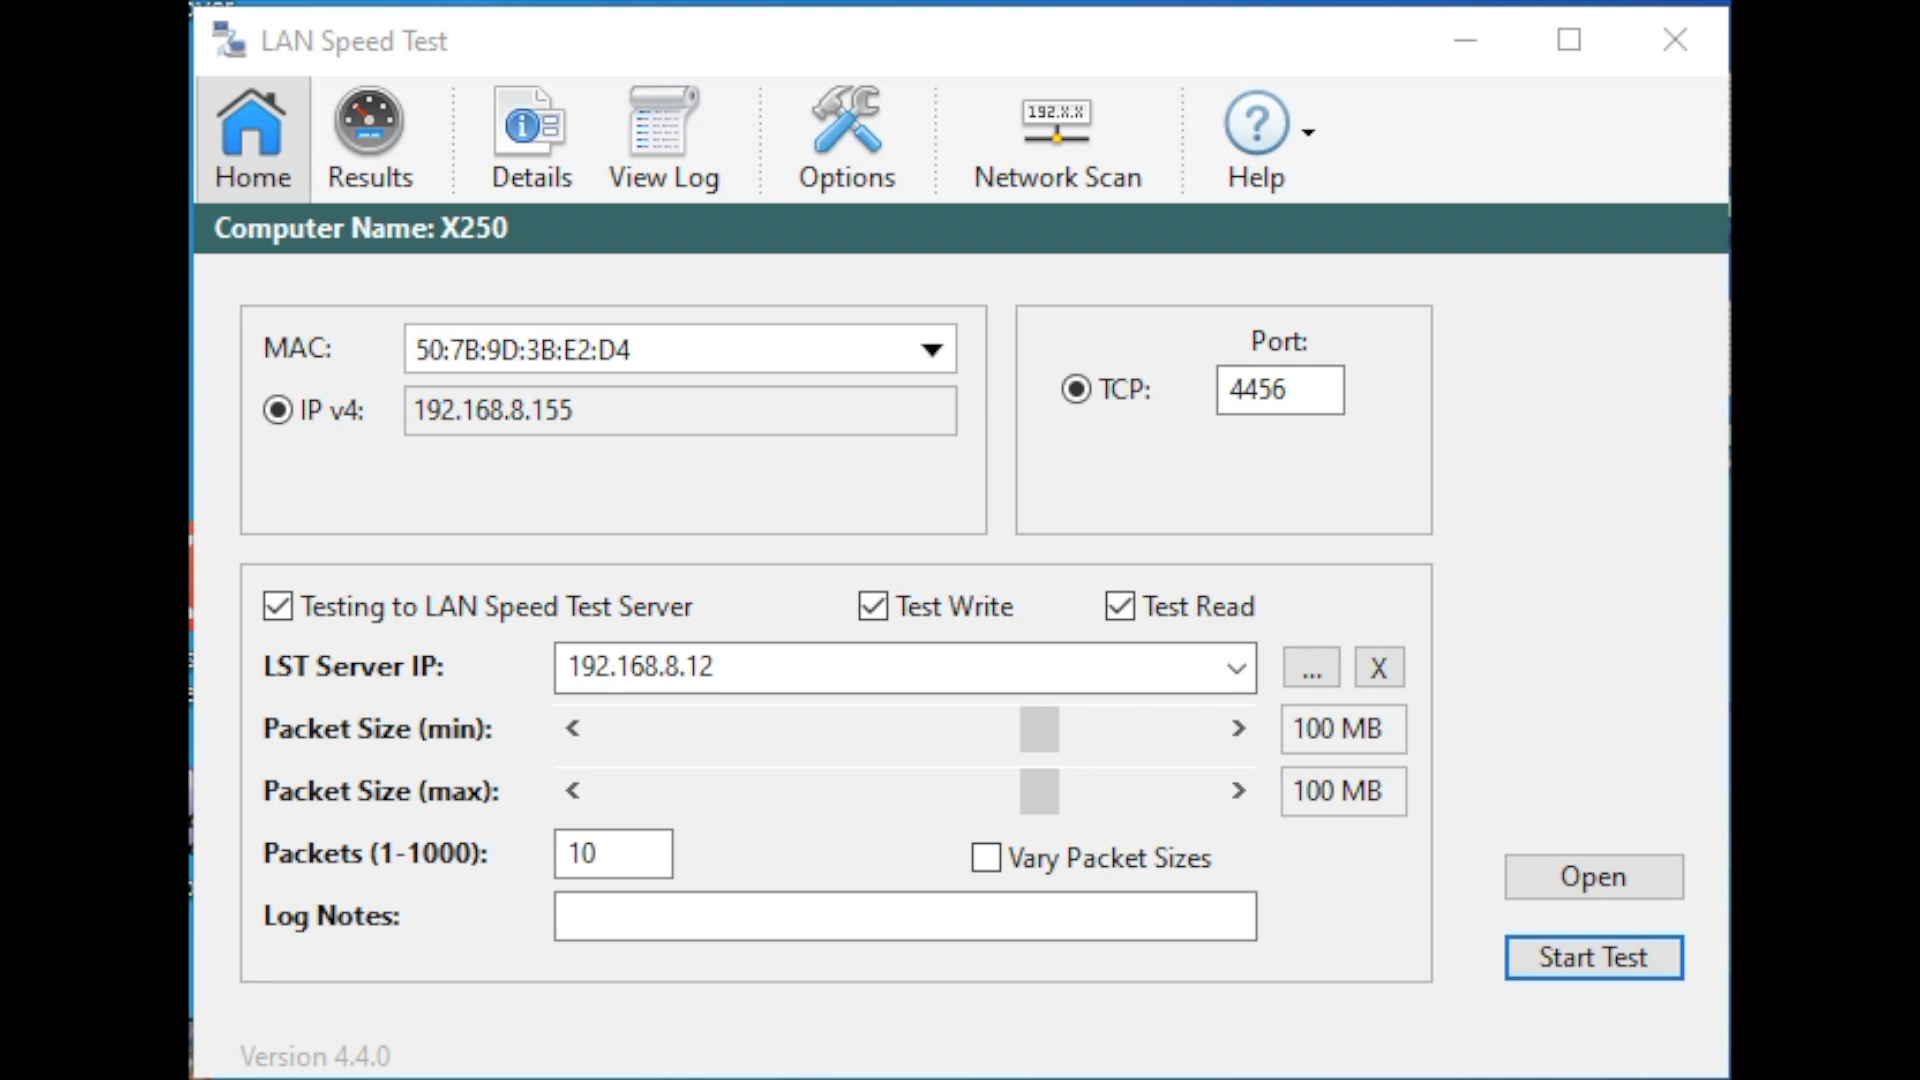 LAN Speed Test
192.X.X
Home Results Details View Log Options Network Scan Help
Computer Name: X250
MAC: 50:7B:9D:3B:E2:D4
IP v4: 192.168.8.155
Port:
TCP: 4456
Testing to LAN Speed Test Server Test Write Test Read
LST Server IP: 192.168.8.12 ... X
Packet Size (min): < > 100 MB
Packet Size (max): < > 100 MB
Packets (1-1000): 10 Vary Packet Sizes
Log Notes:
Open
Start Test
Version 4.4.0